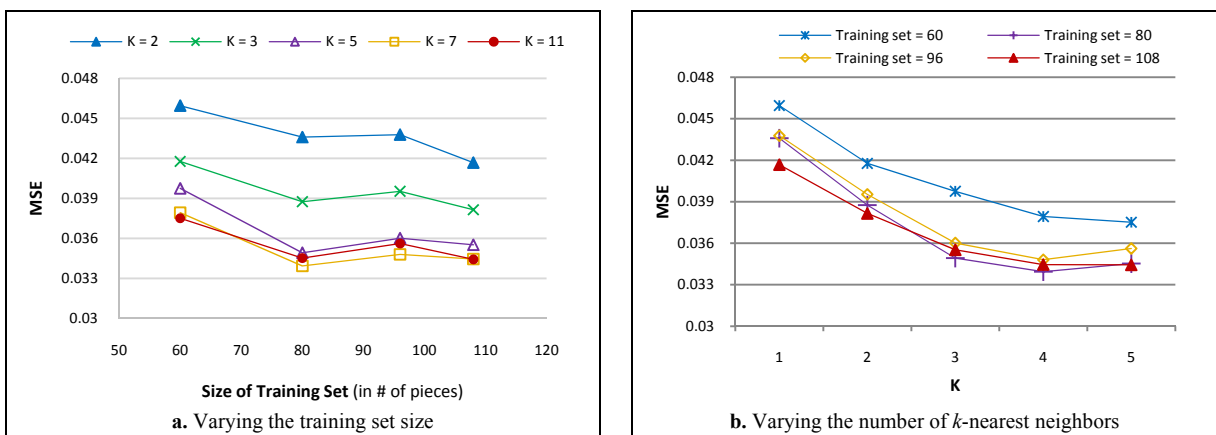 K = 2 K = 3 K = 5 K = 7 K = 11
0.048
0.045
0.042
0.039
0.036
0.033
0.03
MSE
50 60 70 80 90 100 110 120
Size of Training Set (in # of pieces)
a. Varying the training set size
Training set = 60 Training set = 80
Training set = 96 Training set = 108
0.048
0.045
0.042
0.039
0.036
0.033
0.03
MSE
1 2 3 4 5
K
b. Varying the number of k-nearest neighbors